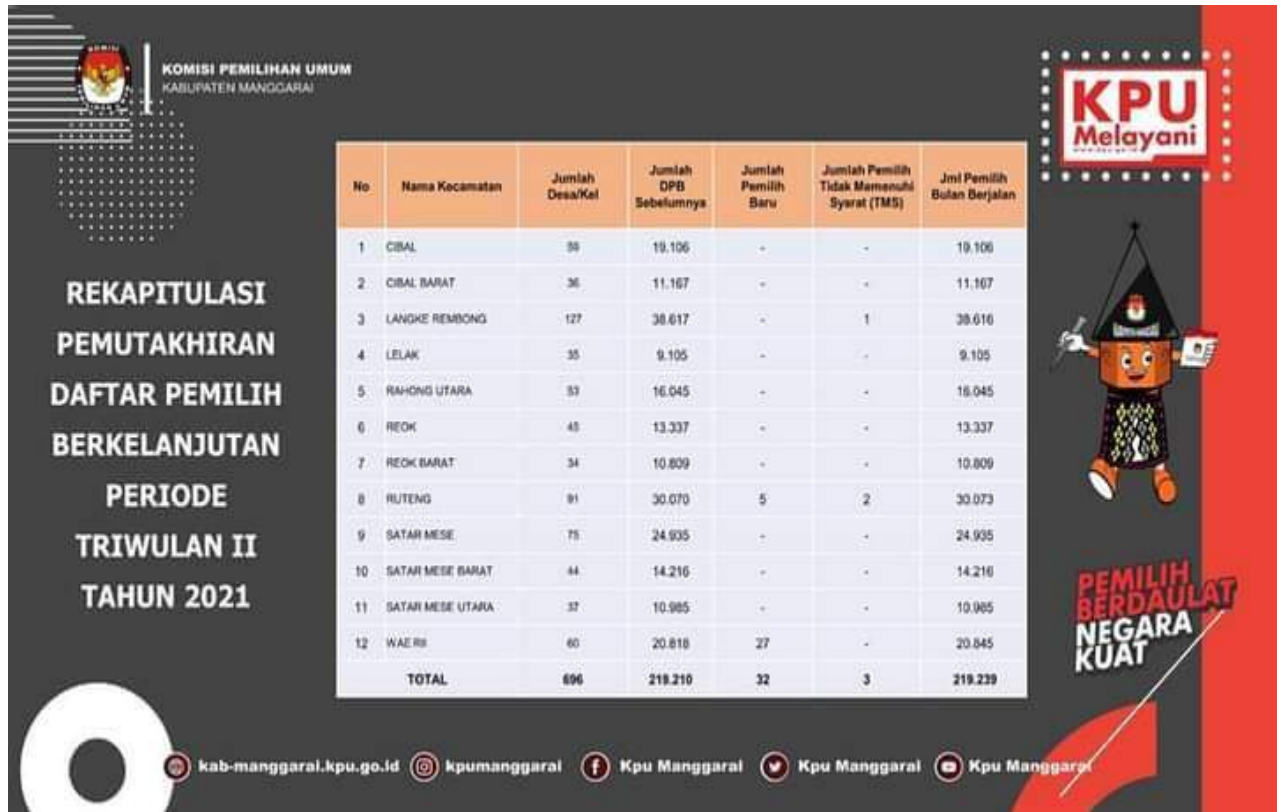 KOMISI PEMILIHAN UMUM
KABUPATEN MANGGARAI
KPU
Melayani
REKAPITULASI
PEMUTAKHIRAN
DAFTAR PEMILIH
BERKELANJUTAN
PERIODE
TRIWULAN II
TAHUN 2021
No Nama Kecamatan Jumlah Desa/Kel Jumlah DPB Sebelumnya Jumlah Pemilih Baru Jumlah Pemilih Tidak Memenuhi Syarat (TMS) Jml Pemilih Bulan Berjalan
1 CIBAL 59 19.106 - - 19.106
2 CIBAL BARAT 36 11.167 - - 11.167
3 LANGKE REMBONG 127 38.617 - 1 38.616
4 LELAK 35 9.105 - - 9.105
5 RAHONG UTARA 53 16.045 - - 16.045
6 REOK 45 13.337 - - 13.337
7 REOK BARAT 34 10.809 - - 10.809
8 RUTENG 91 30.070 5 2 30.073
9 SATAR MESE 75 24.935 - - 24.935
10 SATAR MESE BARAT 44 14.216 - - 14.216
11 SATAR MESE UTARA 37 10.985 - - 10.985
12 WAE RII 60 20.818 27 - 20.845
TOTAL 696 219.210 32 3 219.239
PEMILIH
BERDAULAT
NEGARA
KUAT
kab-manggarai.kpu.go.id kpumanggarai Kpu Manggarai Kpu Manggarai Kpu Manggarai